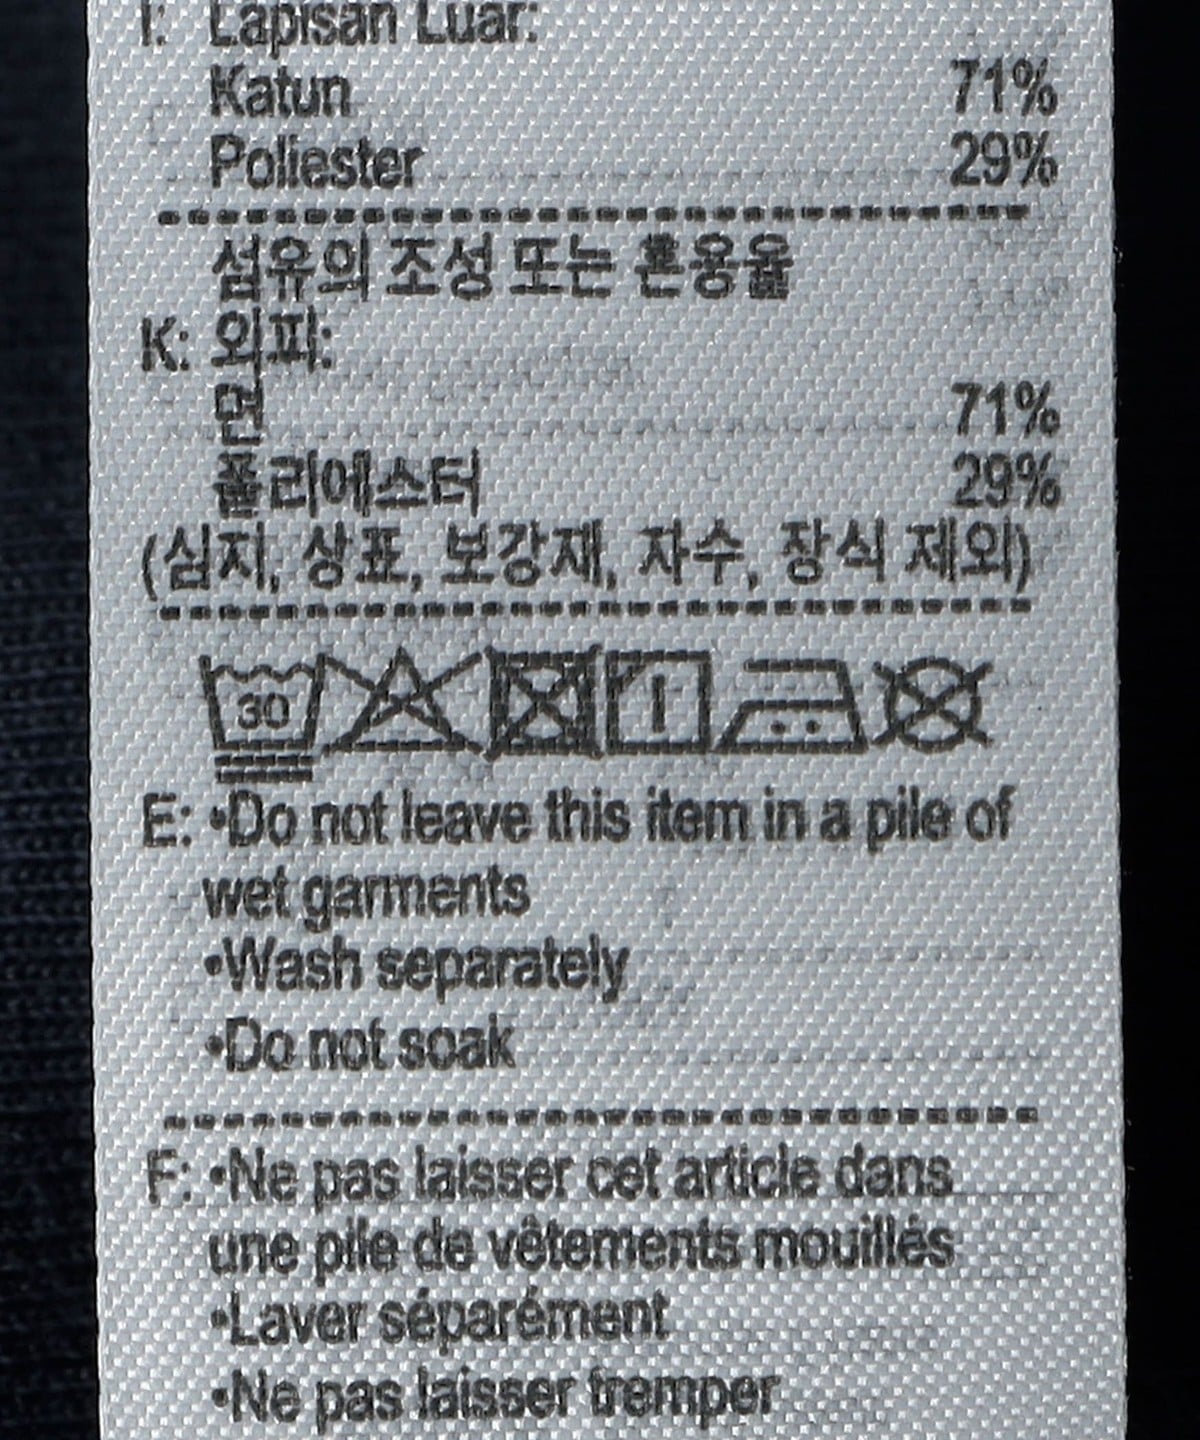 I: Lapisan Luar:
Katun 71%
Poliester 29%
섬유의 조성 또는 혼용율
K: 외피:
면 71%
폴리에스터 29%
(심지, 상표, 보강재, 자수, 장식 제외)
30
E: •Do not leave this item in a pile of
wet garments
•Wash separately
•Do not soak
F: •Ne pas laisser cet article dans
une pile de vêtements mouillés
•Laver séparément
•Ne pas laisser tremper